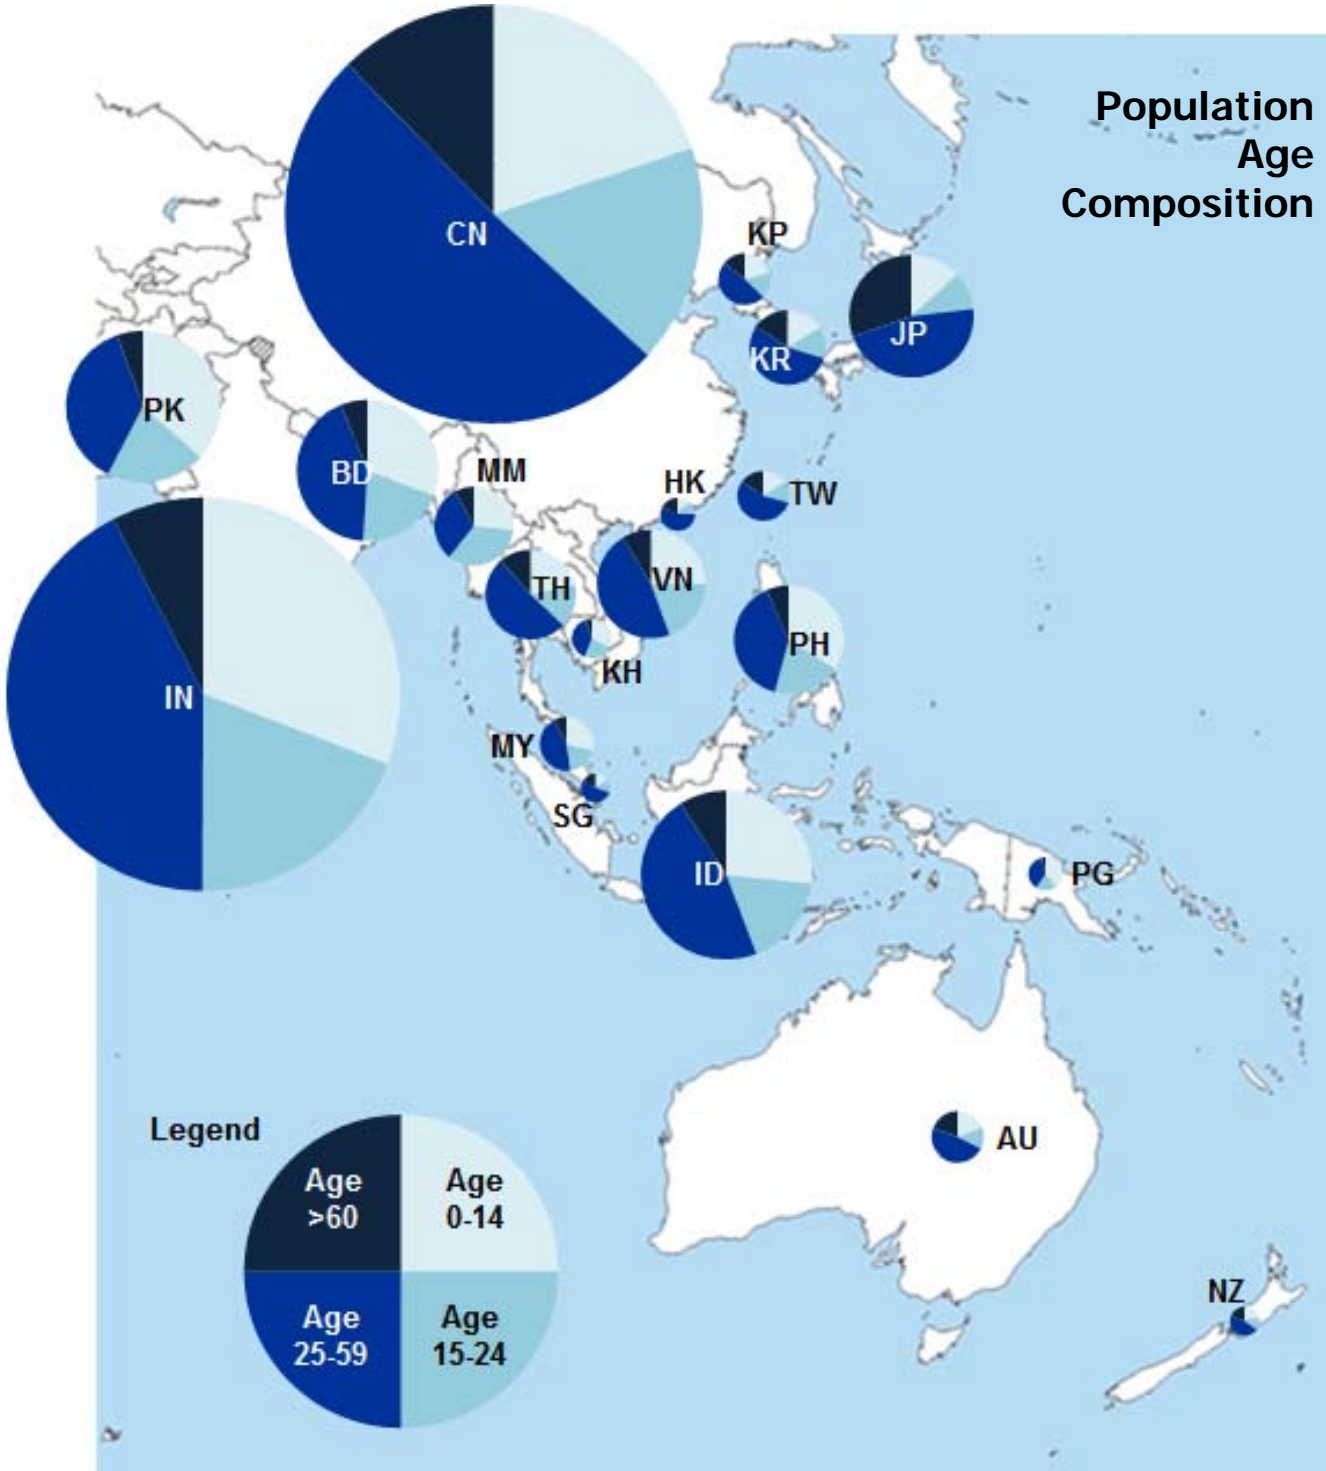 Population
Age
Composition
CN
KP
JP
KR
PK
BD
MM
HK
TW
TH
VN
KH
PH
IN
MY
SG
ID
PG
AU
NZ
Legend
Age
>60
Age
0-14
Age
25-59
Age
15-24